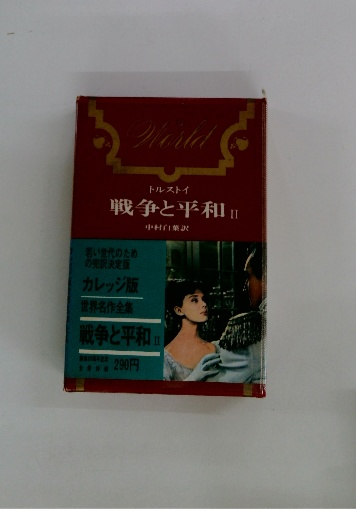 World
トルストイ
戦争と平和 II
中村白葉訳
若い世代のため
の完訳決定版
カレッジ版
世界名作全集
戦争と平和 II
290円